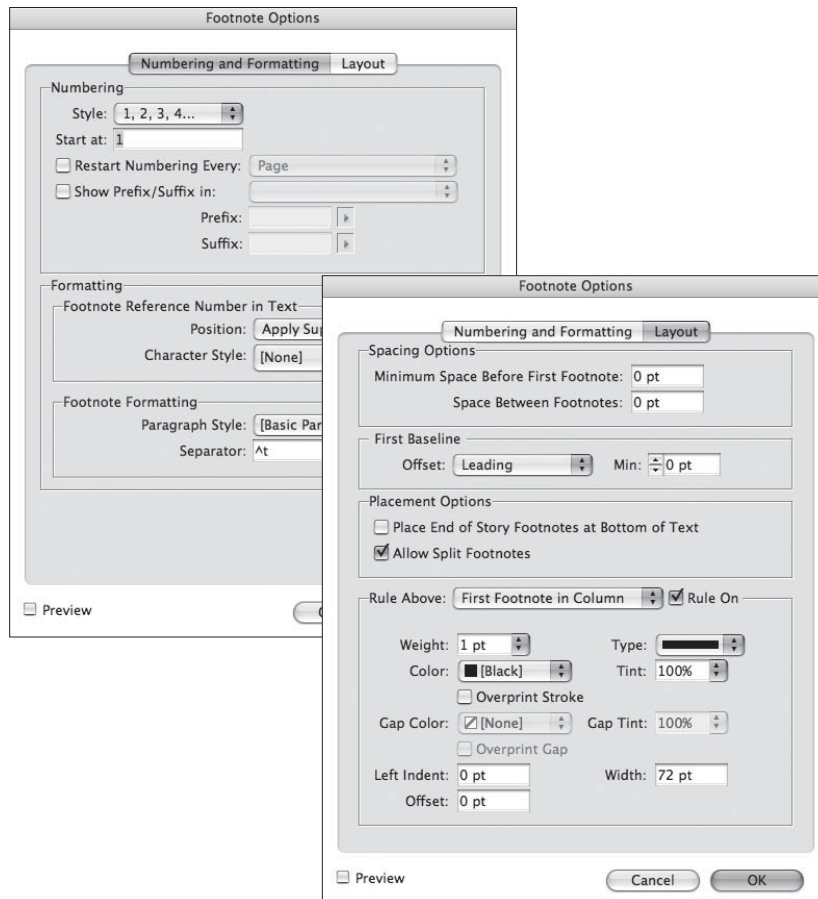 Footnote Options
Numbering and Formatting Layout
Numbering
Style: 1, 2, 3, 4...
Start at: 1
Restart Numbering Every: Page
Show Prefix/Suffix in:
Prefix:
Suffix:
Formatting
Footnote Reference Number in Text
Position: Apply
Character Style: [None]
Footnote Formatting
Paragraph Style: [Basic
Separator: ^t
Preview
Footnote Options
Numbering and Formatting Layout
Spacing Options
Minimum Space Before First Footnote: 0 pt
Space Between Footnotes: 0 pt
First Baseline
Offset: Leading Min: 0 pt
Placement Options
Place End of Story Footnotes at Bottom of Text
Allow Split Footnotes
Rule Above: First Footnote in Column Rule On
Weight: 1 pt Type:
Color: [Black] Tint: 100%
Overprint Stroke
Gap Color: [None] Gap Tint: 100%
Overprint Gap
Left Indent: 0 pt Width: 72 pt
Offset: 0 pt
Preview
Cancel OK